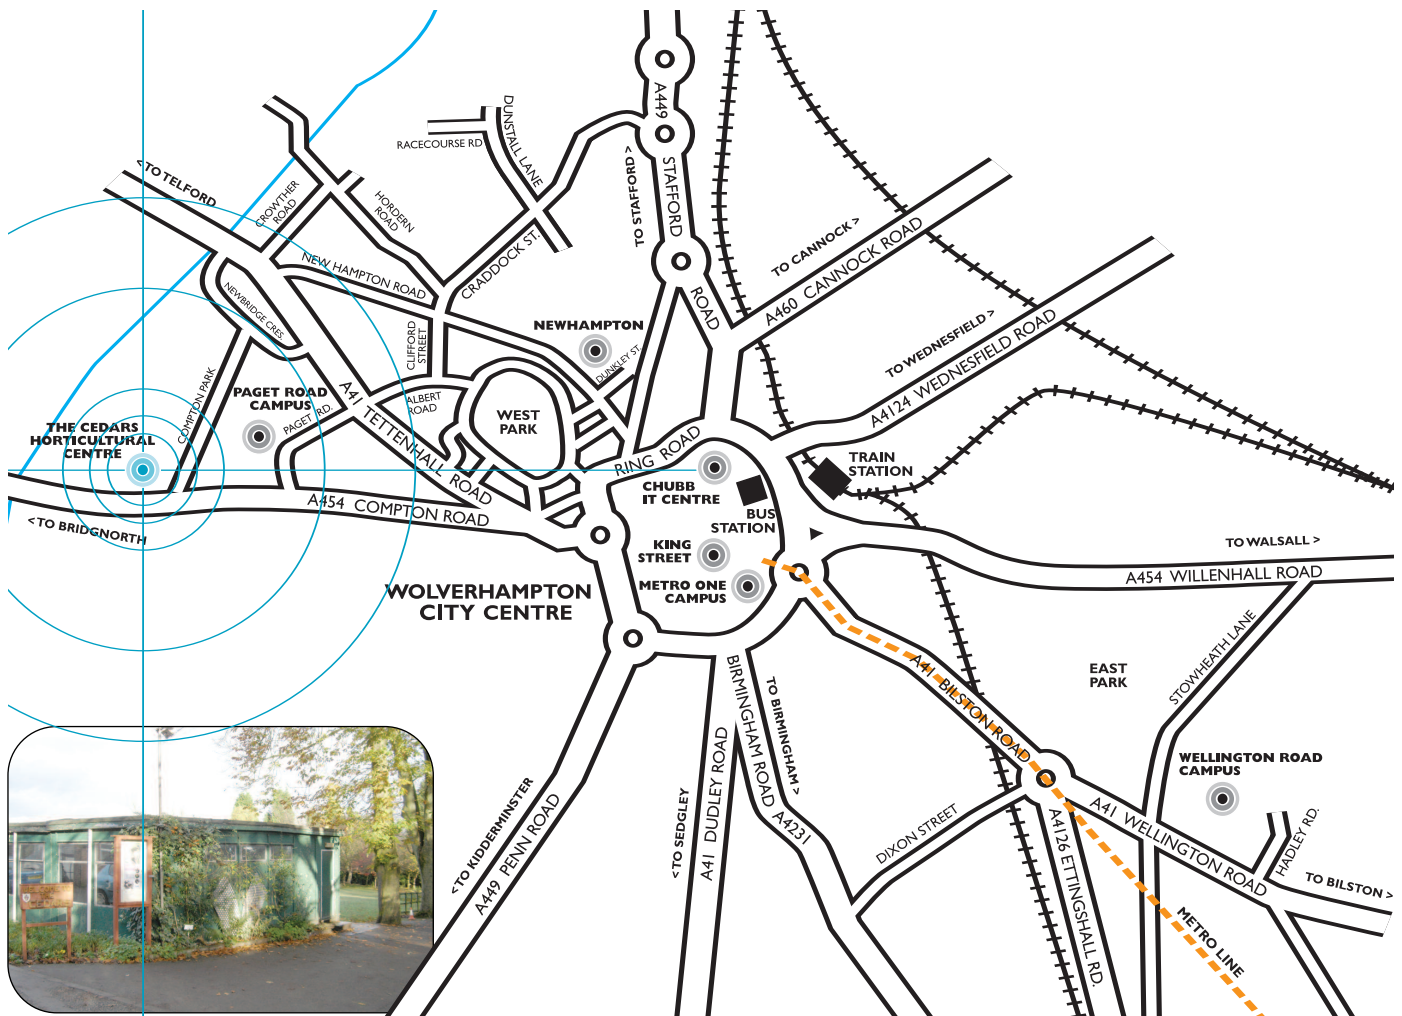 A449
DUNSTALL LANE
RACECOURSE RD
<TO TELFORD
CROWTHER
ROAD
HORDERN
ROAD
TO STAFFORD >
STAFFORD
ROAD
TO CANNOCK >
A460 CANNOCK ROAD
CRADDOCK ST.
NEW HAMPTON ROAD
NEWBRIDGE CRES.
NEWHAMPTON
CLIFFORD
STREET
DUNKLEY ST.
TO WEDNESFIELD >
A4124 WEDNESFIELD ROAD
COMPTON PARK
PAGET ROAD
CAMPUS
PAGET RD.
ALBERT
ROAD
A41 TETTENHALL ROAD
WEST
PARK
THE CEDARS
HORTICULTURAL
CENTRE
RING ROAD
TRAIN
STATION
CHUBB
IT CENTRE
BUS
STATION
A454 COMPTON ROAD
<TO BRIDGNORTH
KING
STREET
METRO ONE
CAMPUS
TO WALSALL >
A454 WILLENHALL ROAD
WOLVERHAMPTON
CITY CENTRE
STOWHEATH LANE
EAST
PARK
A41 BILSTON ROAD
BIRMINGHAM ROAD A4231
TO BIRMINGHAM >
A41 DUDLEY ROAD
<TO SEDGLEY
<TO KIDDERMINSTER
A449 PENN ROAD
WELLINGTON ROAD
CAMPUS
DIXON STREET
A4126 ETTINGSHALL RD.
A41 WELLINGTON ROAD
HADLEY RD.
TO BILSTON >
METRO LINE